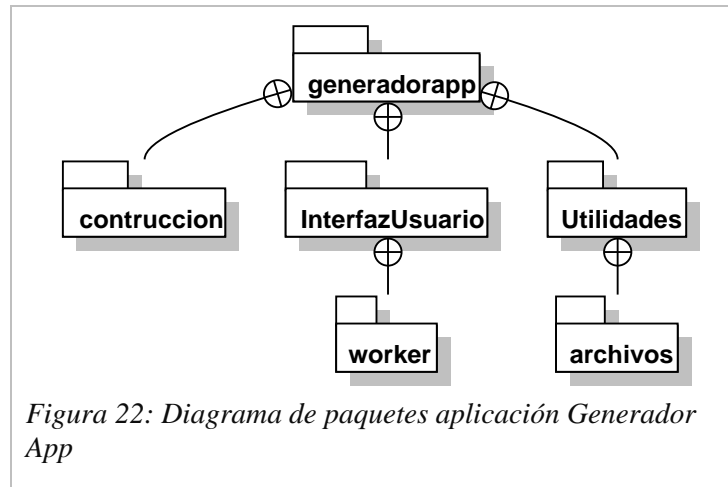 generadorapp
contruccion
InterfazUsuario
Utilidades
worker
archivos
Figura 22: Diagrama de paquetes aplicación Generador
App